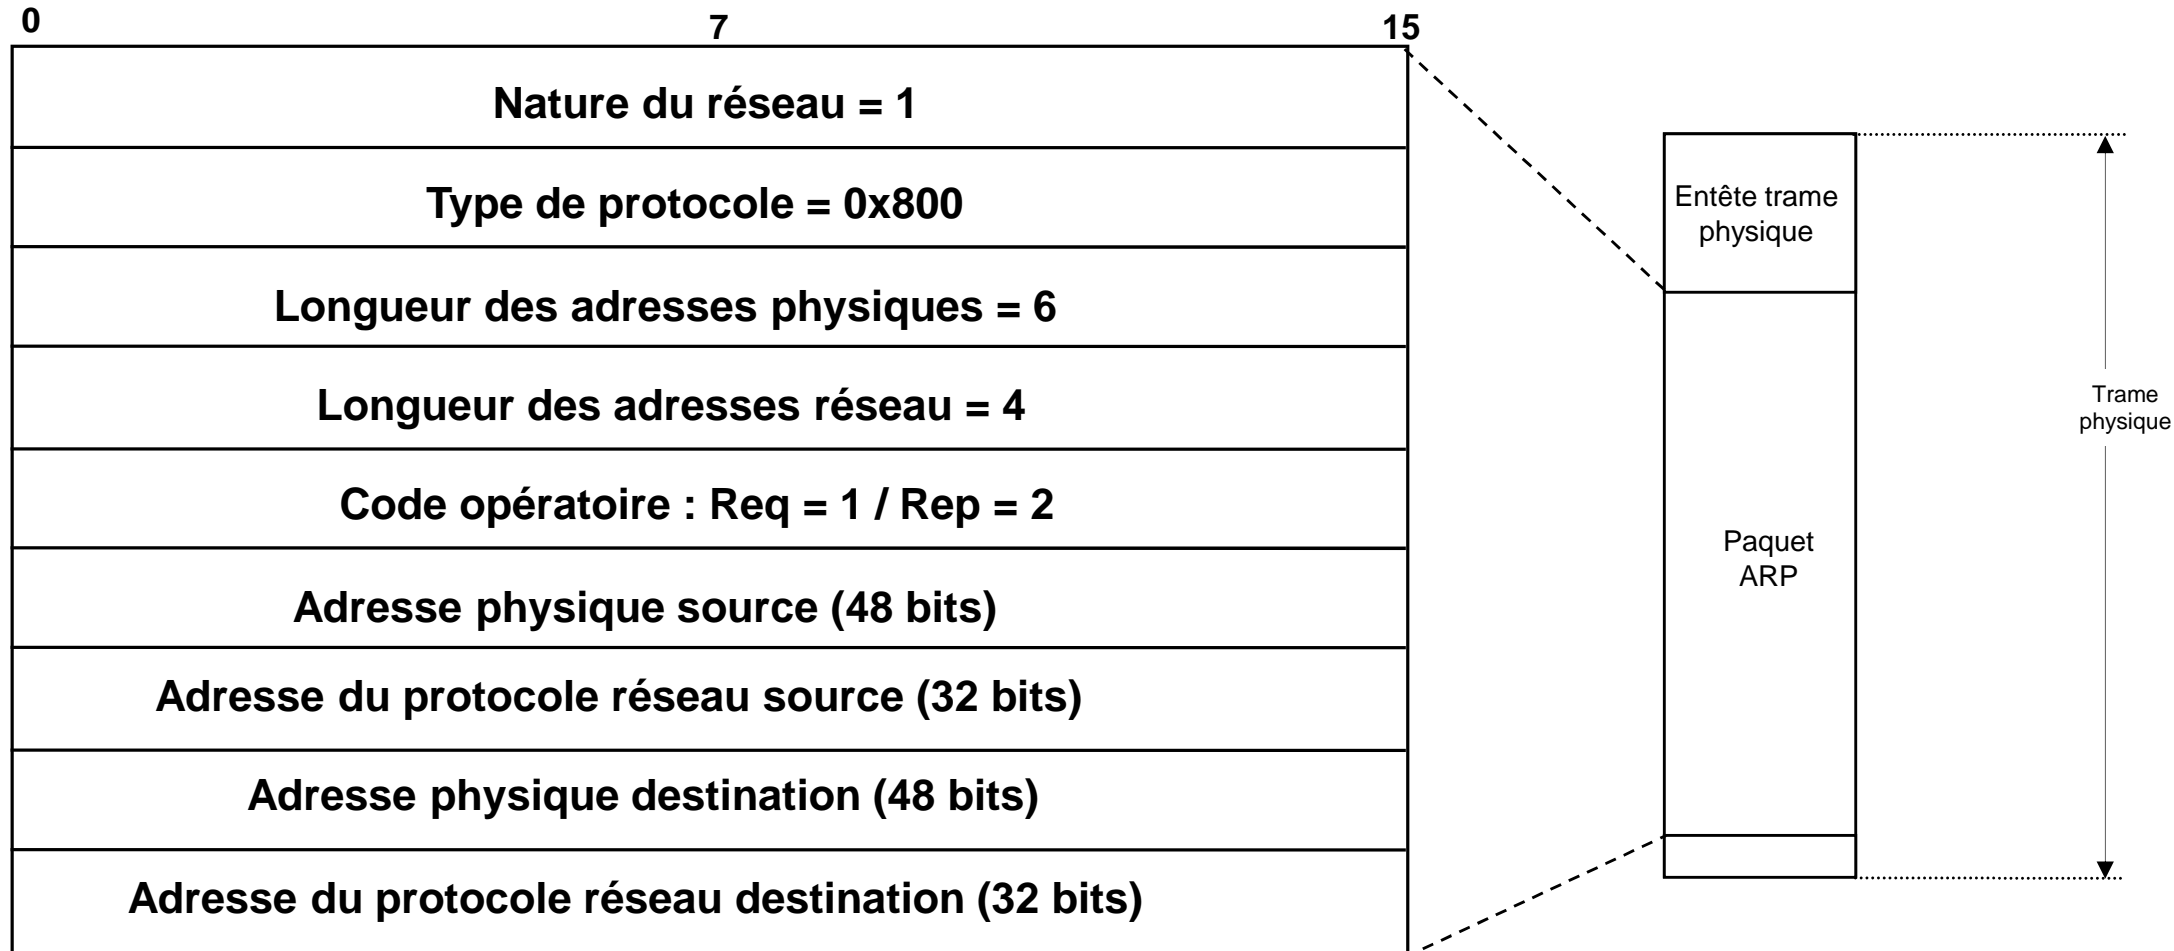 0
7
15
Nature du réseau = 1
Type de protocole = 0x800
Longueur des adresses physiques = 6
Longueur des adresses réseau = 4
Code opératoire : Req = 1 / Rep = 2
Adresse physique source (48 bits)
Adresse du protocole réseau source (32 bits)
Adresse physique destination (48 bits)
Adresse du protocole réseau destination (32 bits)
Entête trame
physique
Paquet
ARP
Trame
physique